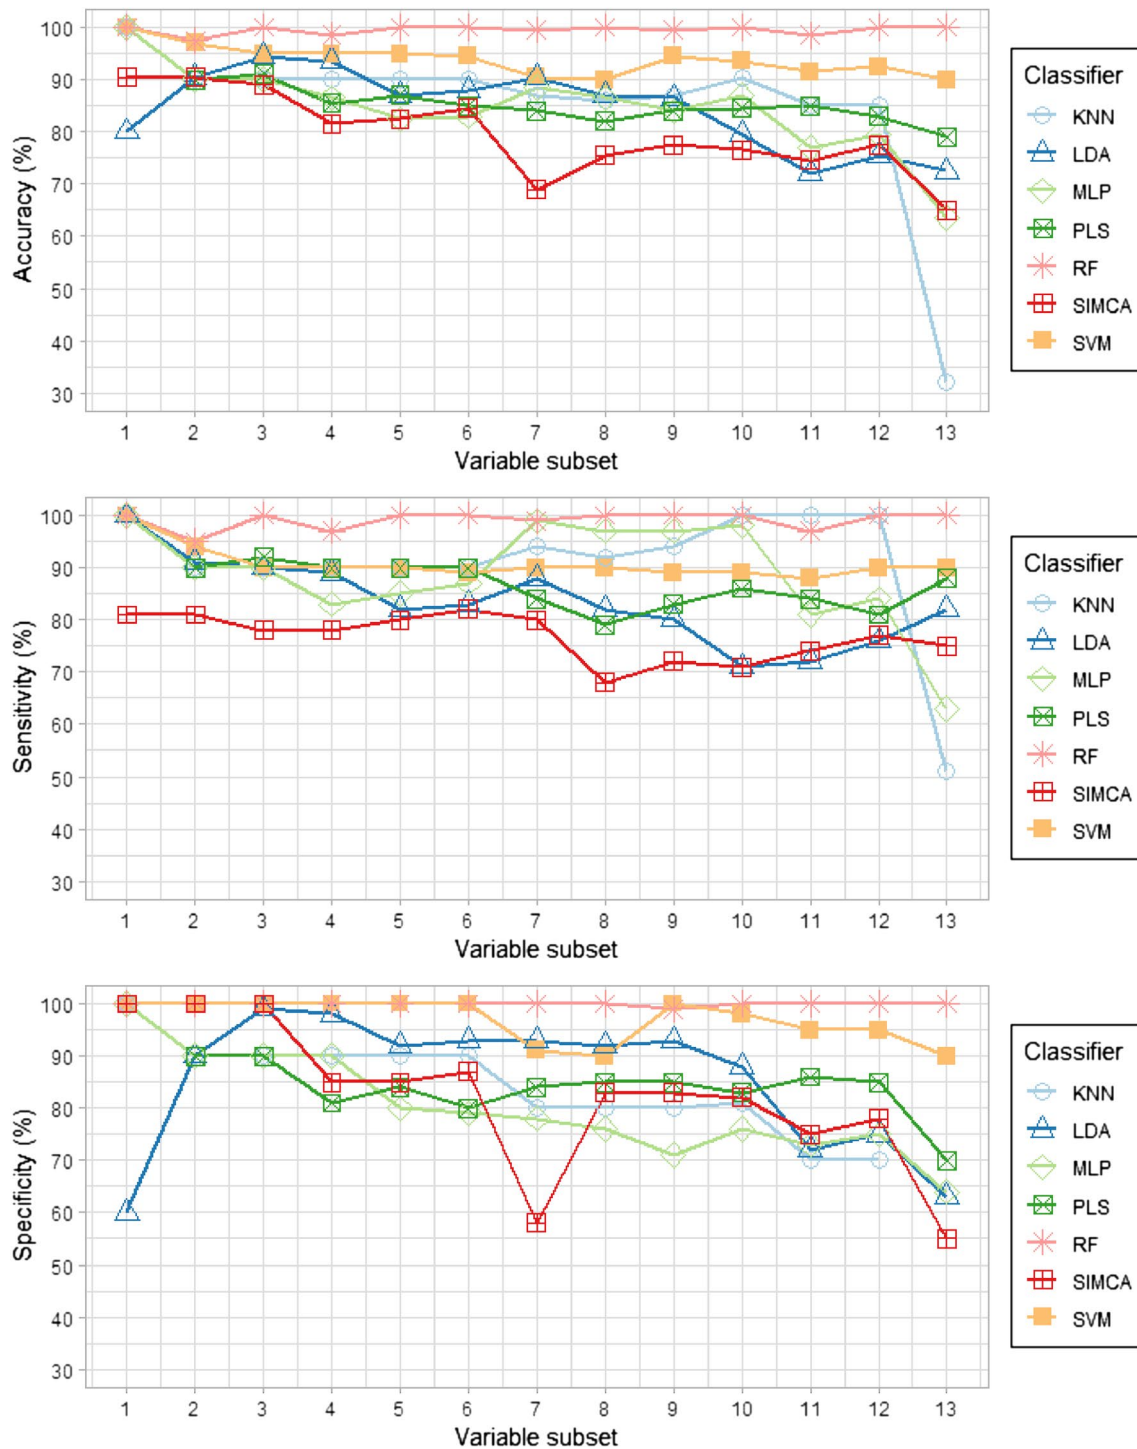 100
90
80
70
60
50
40
30
Accuracy (%)
1 2 3 4 5 6 7 8 9 10 11 12 13
Variable subset
Classifier
KNN
LDA
MLP
PLS
RF
SIMCA
SVM
100
90
80
70
60
50
40
30
Sensitivity (%)
1 2 3 4 5 6 7 8 9 10 11 12 13
Variable subset
Classifier
KNN
LDA
MLP
PLS
RF
SIMCA
SVM
100
90
80
70
60
50
40
30
Specificity (%)
1 2 3 4 5 6 7 8 9 10 11 12 13
Variable subset
Classifier
KNN
LDA
MLP
PLS
RF
SIMCA
SVM